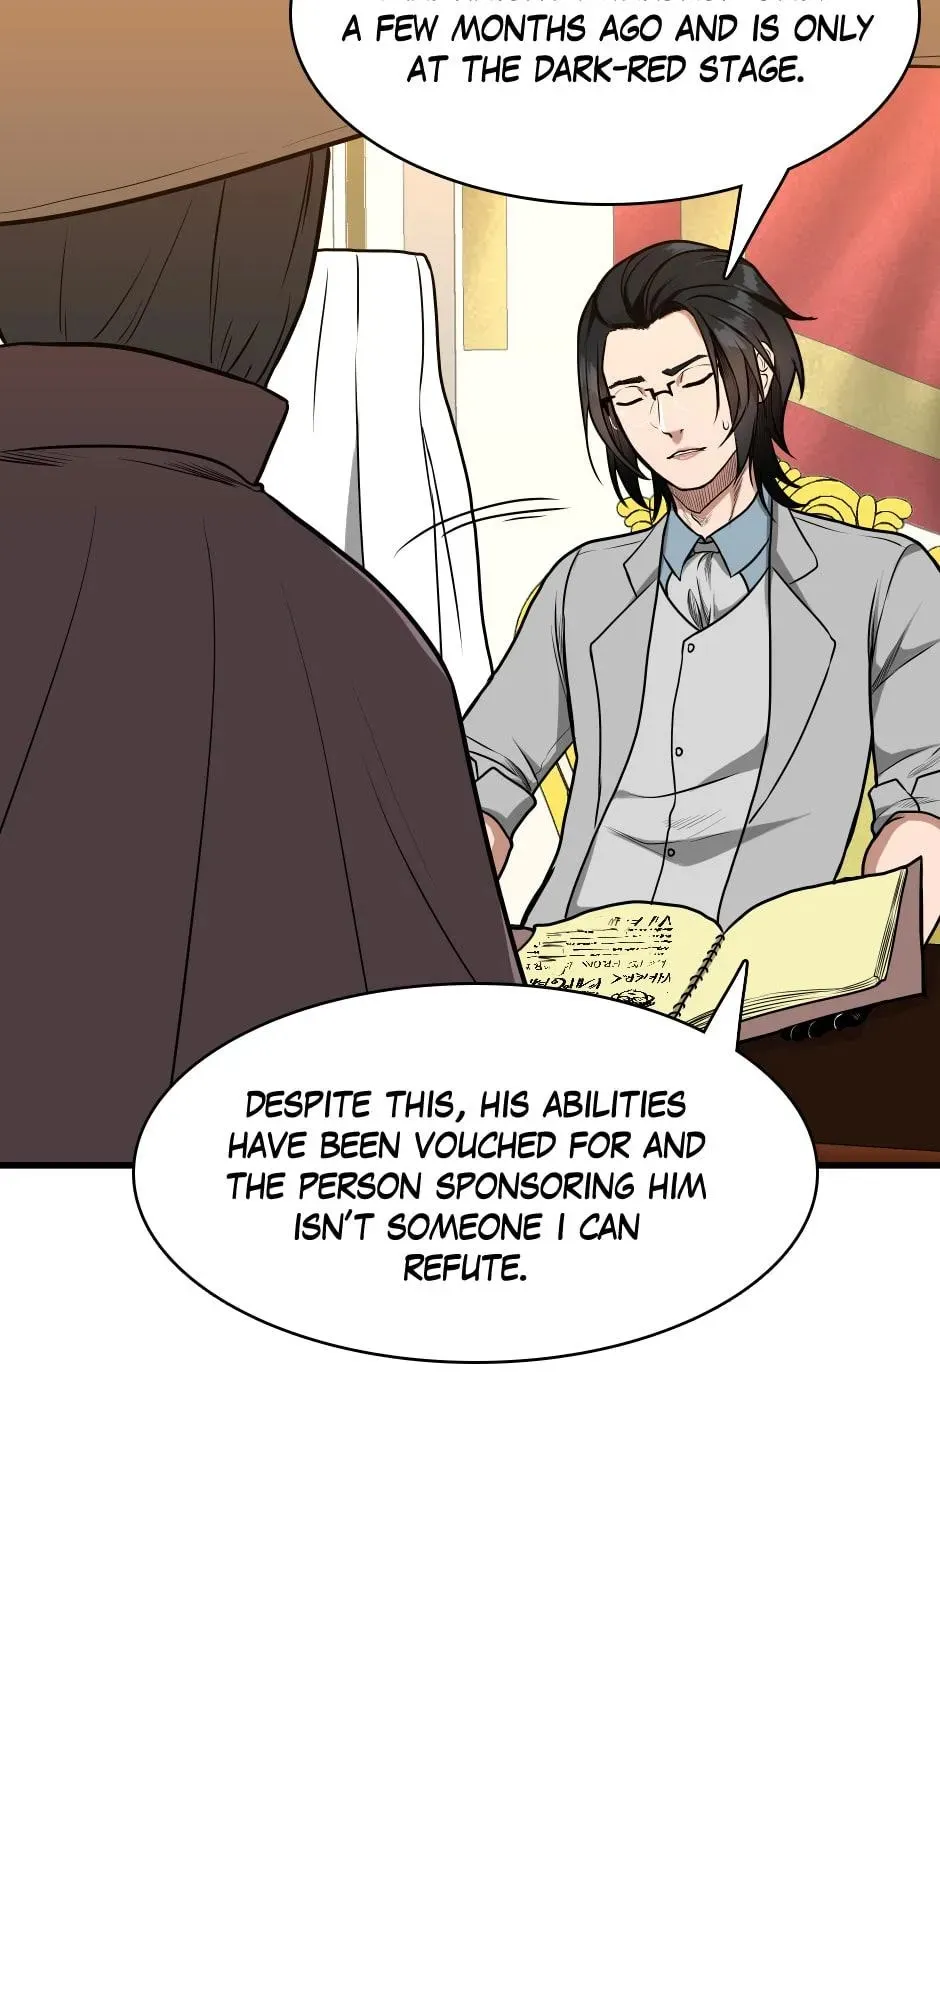 A FEW MONTHS AGO AND IS ONLY
AT THE DARK-RED STAGE.
DESPITE THIS, HIS ABILITIES
HAVE BEEN VOUCHED FOR AND
THE PERSON SPONSORING HIM
ISN'T SOMEONE I CAN
REFUTE.